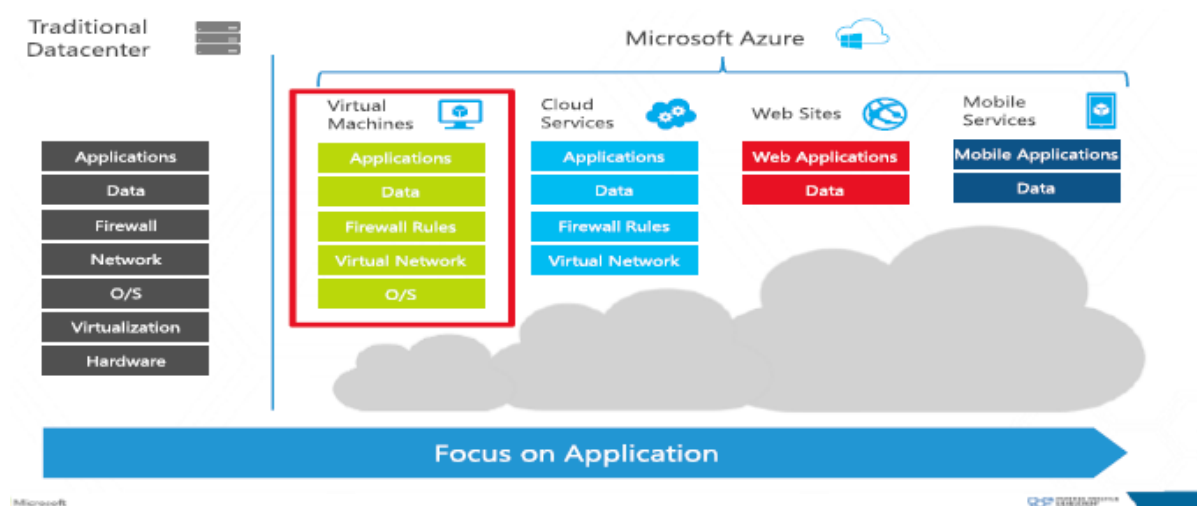 Traditional
Datacenter
Microsoft Azure
Virtual
Machines
Cloud
Services
Web Sites
Mobile
Services
Applications
Data
Firewall
Network
O/S
Virtualization
Hardware
Applications
Data
Firewall Rules
Virtual Network
O/S
Applications
Data
Firewall Rules
Virtual Network
Web Applications
Data
Mobile Applications
Data
Focus on Application
Microsoft